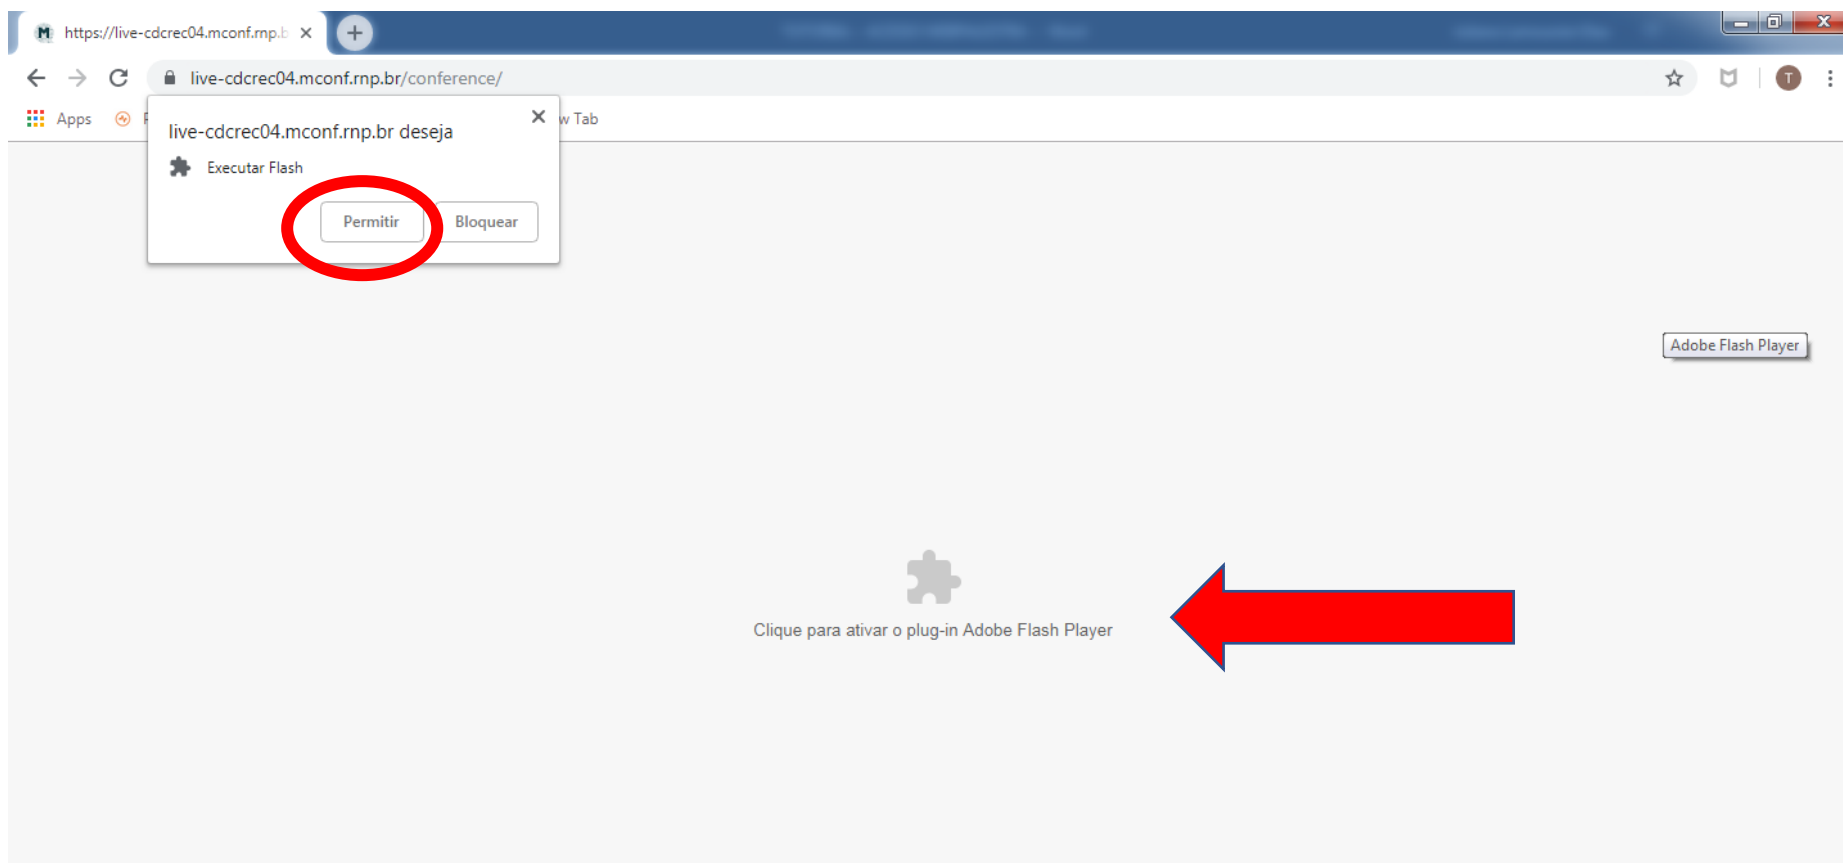 https://live-cdcrec04.mconf.rnp.b
live-cdcrec04.mconf.rnp.br/conference/
T
Apps
w Tab
live-cdcrec04.mconf.rnp.br deseja
Executar Flash
Permitir
Bloquear
Adobe Flash Player
Clique para ativar o plug-in Adobe Flash Player